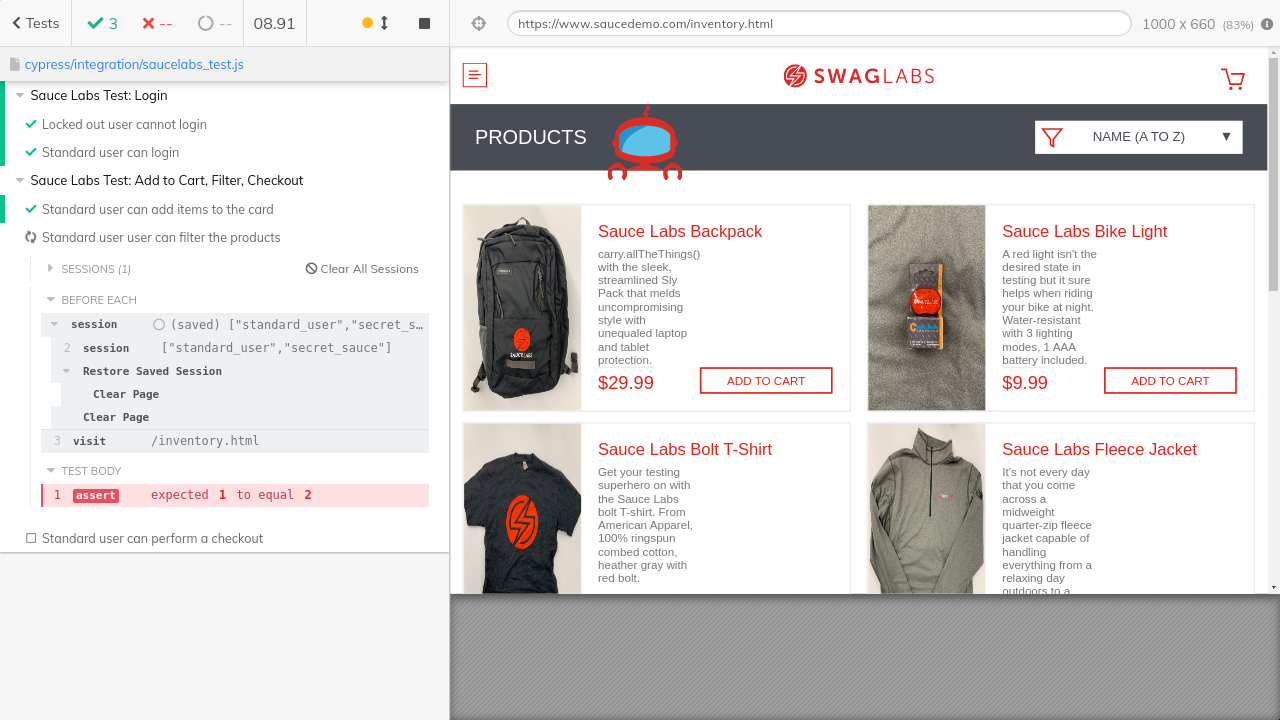 Tests
3
--
--
08.91
https://www.saucedemo.com/inventory.html
1000 x 660 (83%)
cypress/integration/saucelabs_test.js
Sauce Labs Test: Login
Locked out user cannot login
Standard user can login
Sauce Labs Test: Add to Cart, Filter, Checkout
Standard user can add items to the card
Standard user user can filter the products
SESSIONS (1)
Clear All Sessions
BEFORE EACH
session (saved) ["standard_user","secret_s…
2 session ["standard_user","secret_sauce"]
Restore Saved Session
Clear Page
Clear Page
3 visit /inventory.html
TEST BODY
1 assert expected 1 to equal 2
Standard user can perform a checkout
SWAGLABS
PRODUCTS
NAME (A TO Z)
Sauce Labs Backpack
carry.allTheThings()
with the sleek,
streamlined Sly
Pack that melds
uncompromising
style with
unequaled laptop
and tablet
protection.
$29.99
ADD TO CART
SAUCELABS
Sauce Labs Bike Light
A red light isn't the
desired state in
testing but it sure
helps when riding
your bike at night.
Water-resistant
with 3 lighting
modes, 1 AAA
battery included.
$9.99
ADD TO CART
Sauce Labs Bolt T-Shirt
Get your testing
superhero on with
the Sauce Labs
bolt T-shirt. From
American Apparel,
100% ringspun
combed cotton,
heather gray with
red bolt.
Sauce Labs Fleece Jacket
It's not every day
that you come
across a
midweight
quarter-zip fleece
jacket capable of
handling
everything from a
relaxing day
outdoors to a